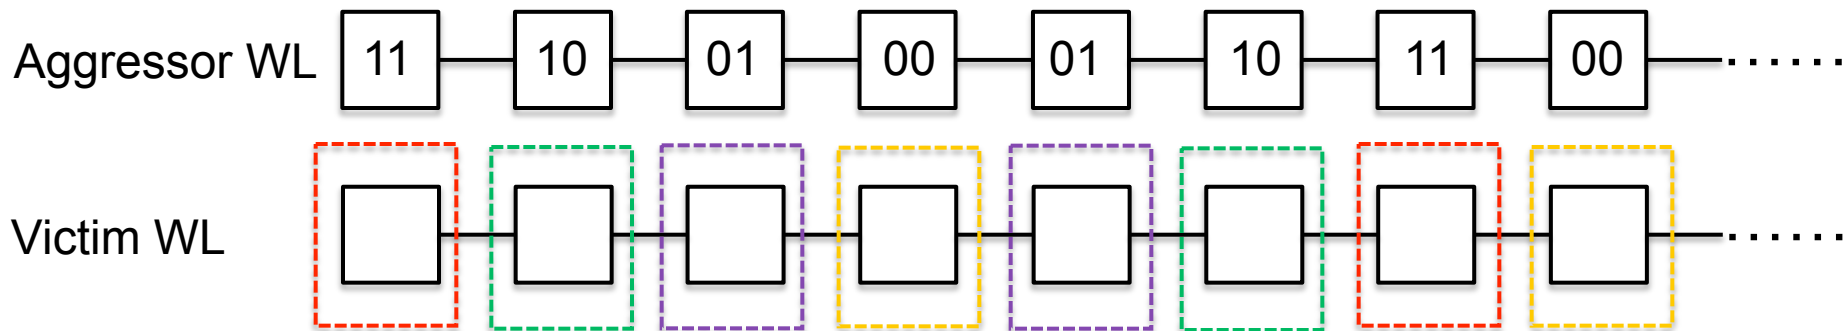 Aggressor WL 11 10 01 00 01 10 11 00 ......
Victim WL ......